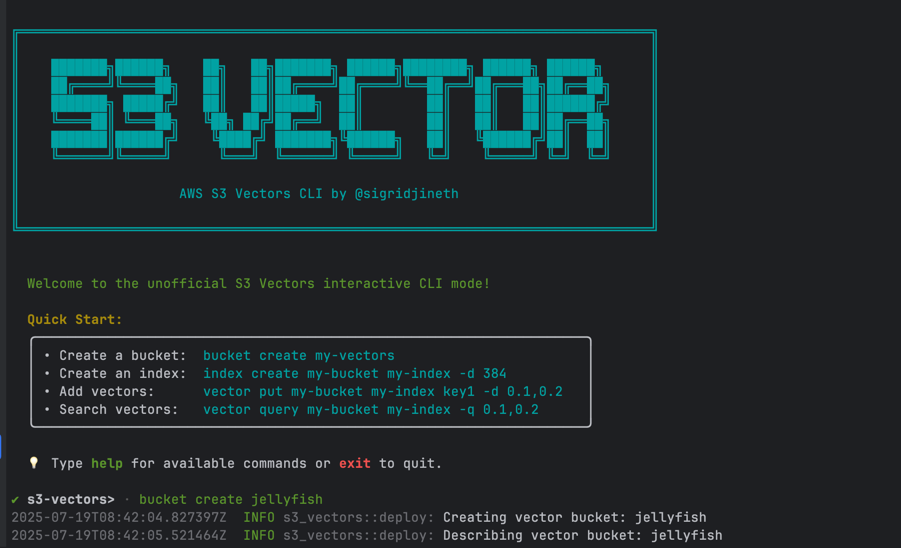 S3 VECTOR
AWS S3 Vectors CLI by @sigridjineth
Welcome to the unofficial S3 Vectors interactive CLI mode!
Quick Start:
• Create a bucket:  bucket create my-vectors
• Create an index:  index create my-bucket my-index -d 384
• Add vectors:      vector put my-bucket my-index key1 -d 0.1,0.2
• Search vectors:   vector query my-bucket my-index -q 0.1,0.2
💡 Type help for available commands or exit to quit.
✔ s3-vectors> · bucket create jellyfish
2025-07-19T08:42:04.827397Z  INFO s3_vectors::deploy: Creating vector bucket: jellyfish
2025-07-19T08:42:05.521464Z  INFO s3_vectors::deploy: Describing vector bucket: jellyfish